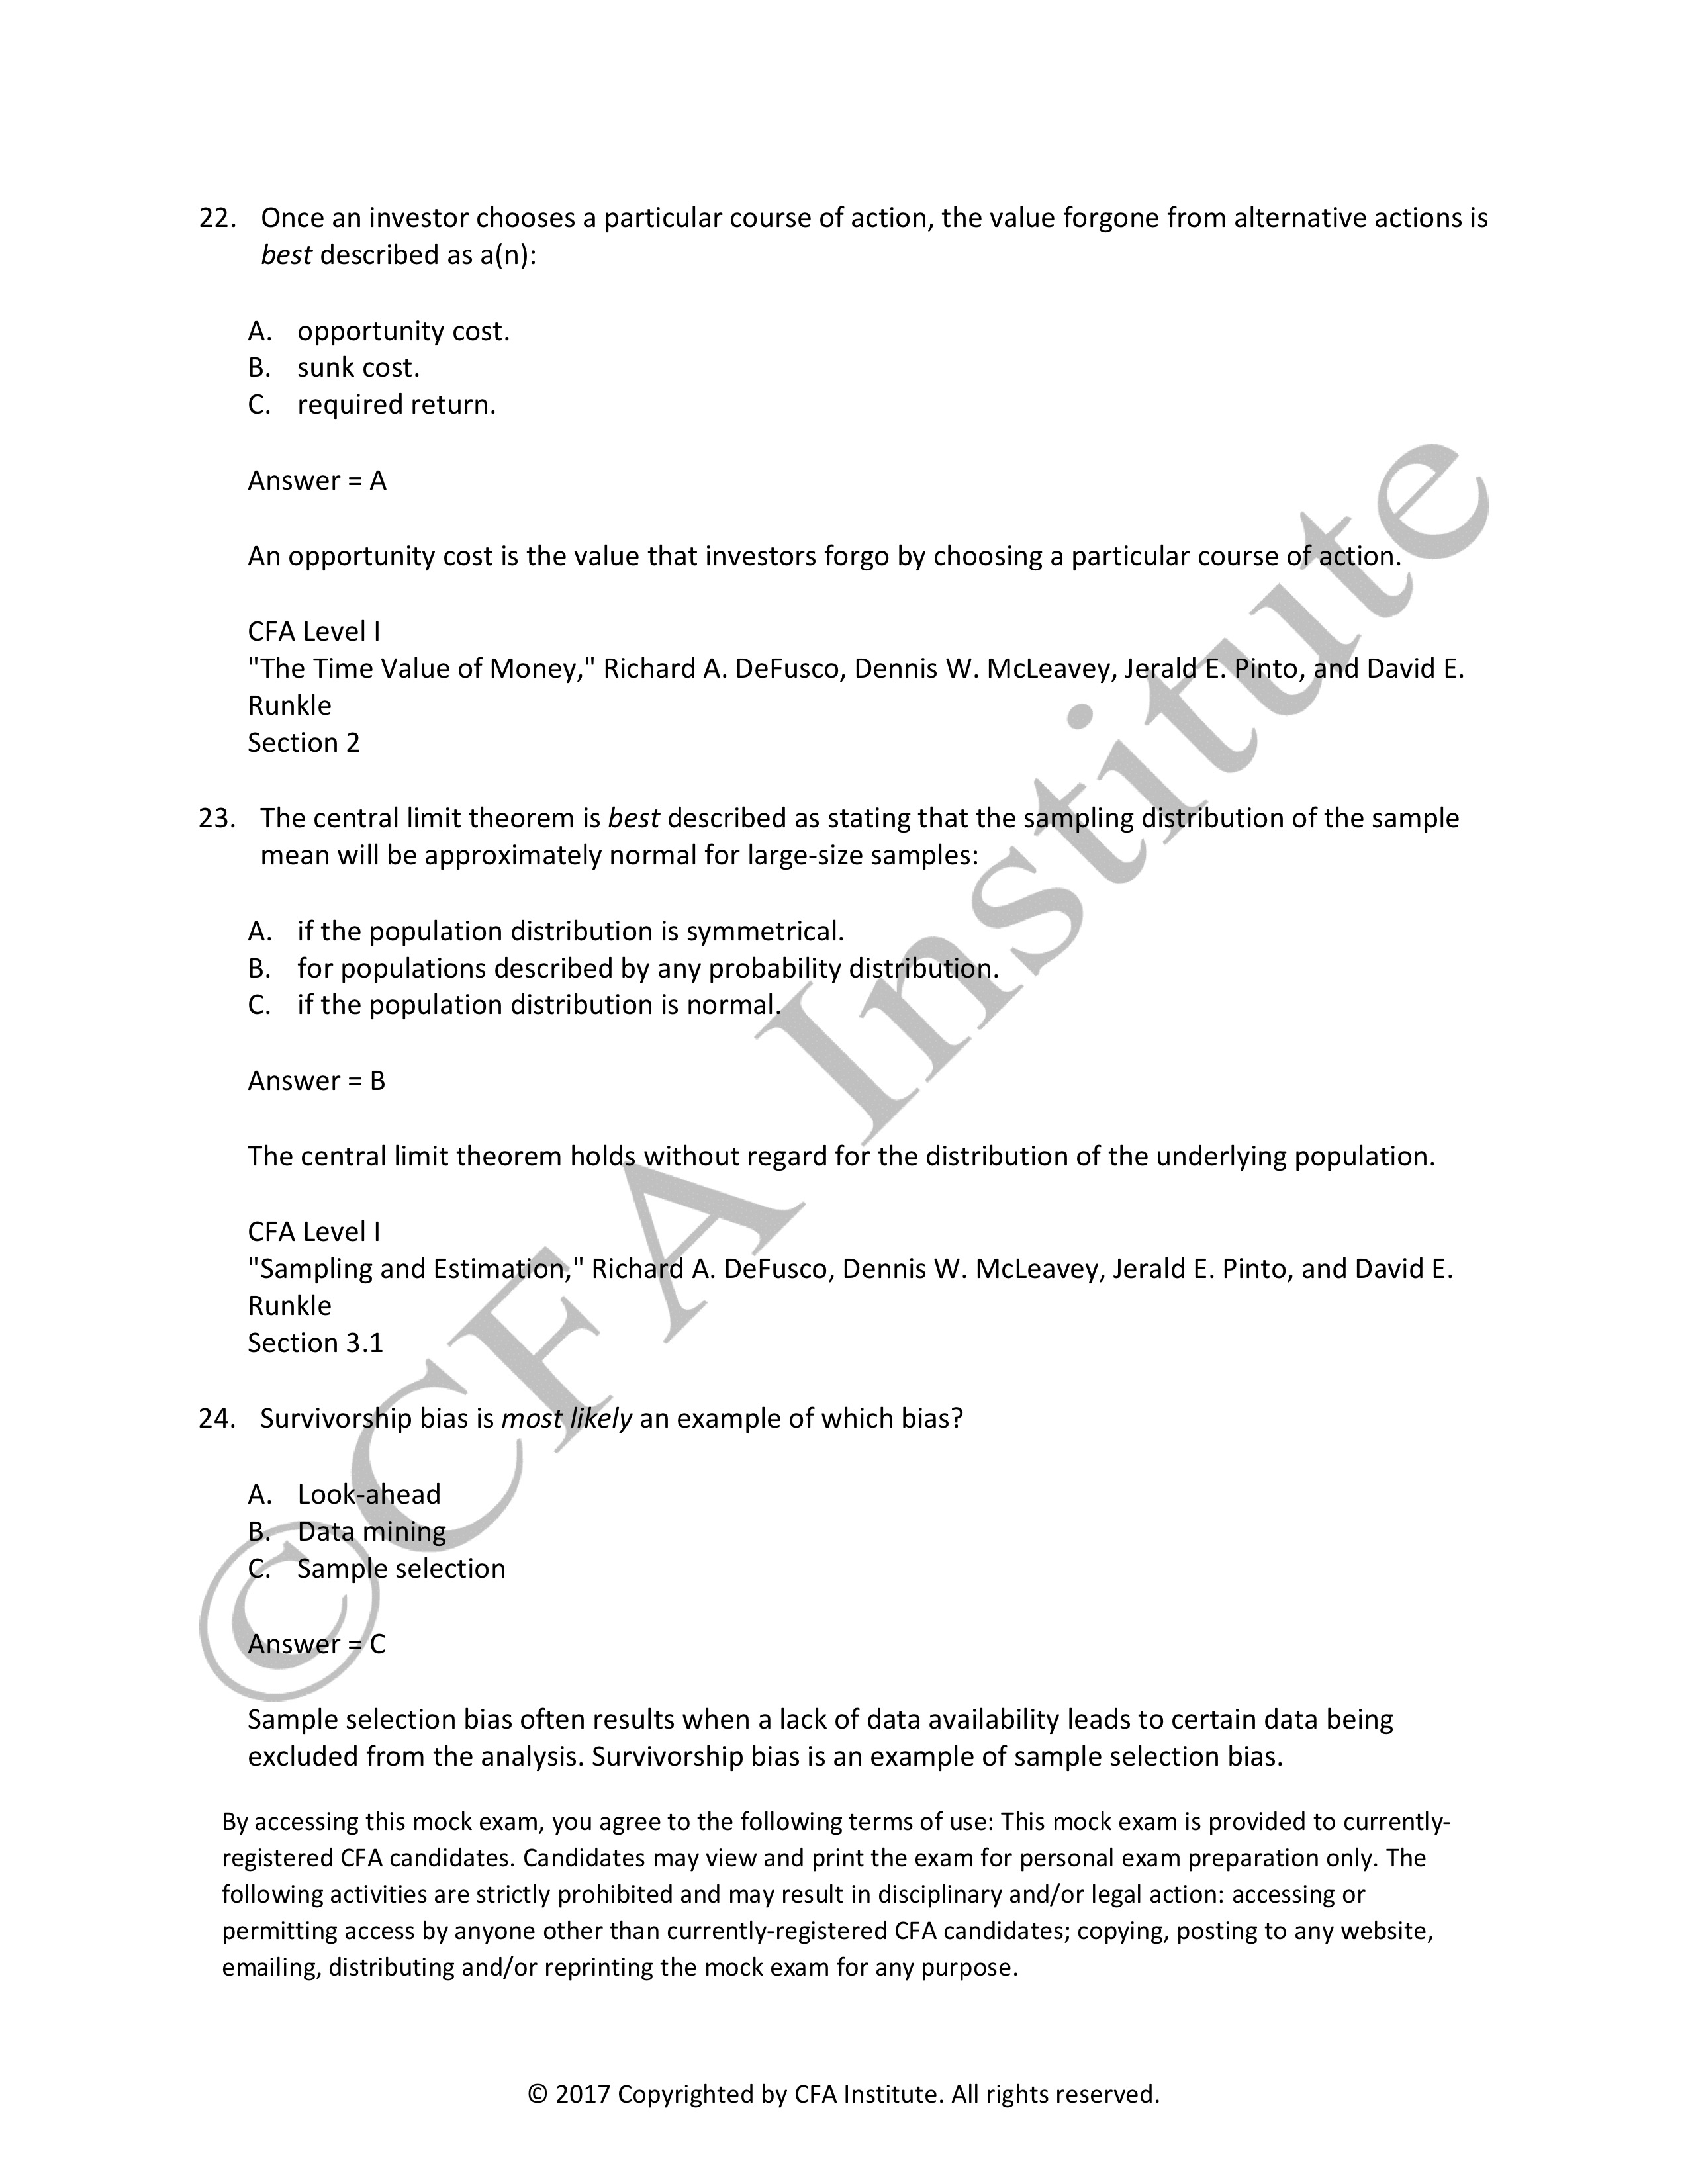 22. Once an investor chooses a particular course of action, the value forgone from alternative actions is
best described as a(n):
A. opportunity cost.
B. sunk cost.
C. required return.
Answer = A
An opportunity cost is the value that investors forgo by choosing a particular course of action.
CFA Level I
"The Time Value of Money," Richard A. DeFusco, Dennis W. McLeavey, Jerald E. Pinto, and David E.
Runkle
Section 2
23. The central limit theorem is best described as stating that the sampling distribution of the sample
mean will be approximately normal for large-size samples:
A. if the population distribution is symmetrical.
B. for populations described by any probability distribution.
C. if the population distribution is normal.
Answer = B
The central limit theorem holds without regard for the distribution of the underlying population.
CFA Level I
"Sampling and Estimation," Richard A. DeFusco, Dennis W. McLeavey, Jerald E. Pinto, and David E.
Runkle
Section 3.1
24. Survivorship bias is most likely an example of which bias?
A. Look-ahead
B. Data mining
C. Sample selection
Answer = C
Sample selection bias often results when a lack of data availability leads to certain data being
excluded from the analysis. Survivorship bias is an example of sample selection bias.
By accessing this mock exam, you agree to the following terms of use: This mock exam is provided to currently-
registered CFA candidates. Candidates may view and print the exam for personal exam preparation only. The
following activities are strictly prohibited and may result in disciplinary and/or legal action: accessing or
permitting access by anyone other than currently-registered CFA candidates; copying, posting to any website,
emailing, distributing and/or reprinting the mock exam for any purpose.
© 2017 Copyrighted by CFA Institute. All rights reserved.
©CFA Institute